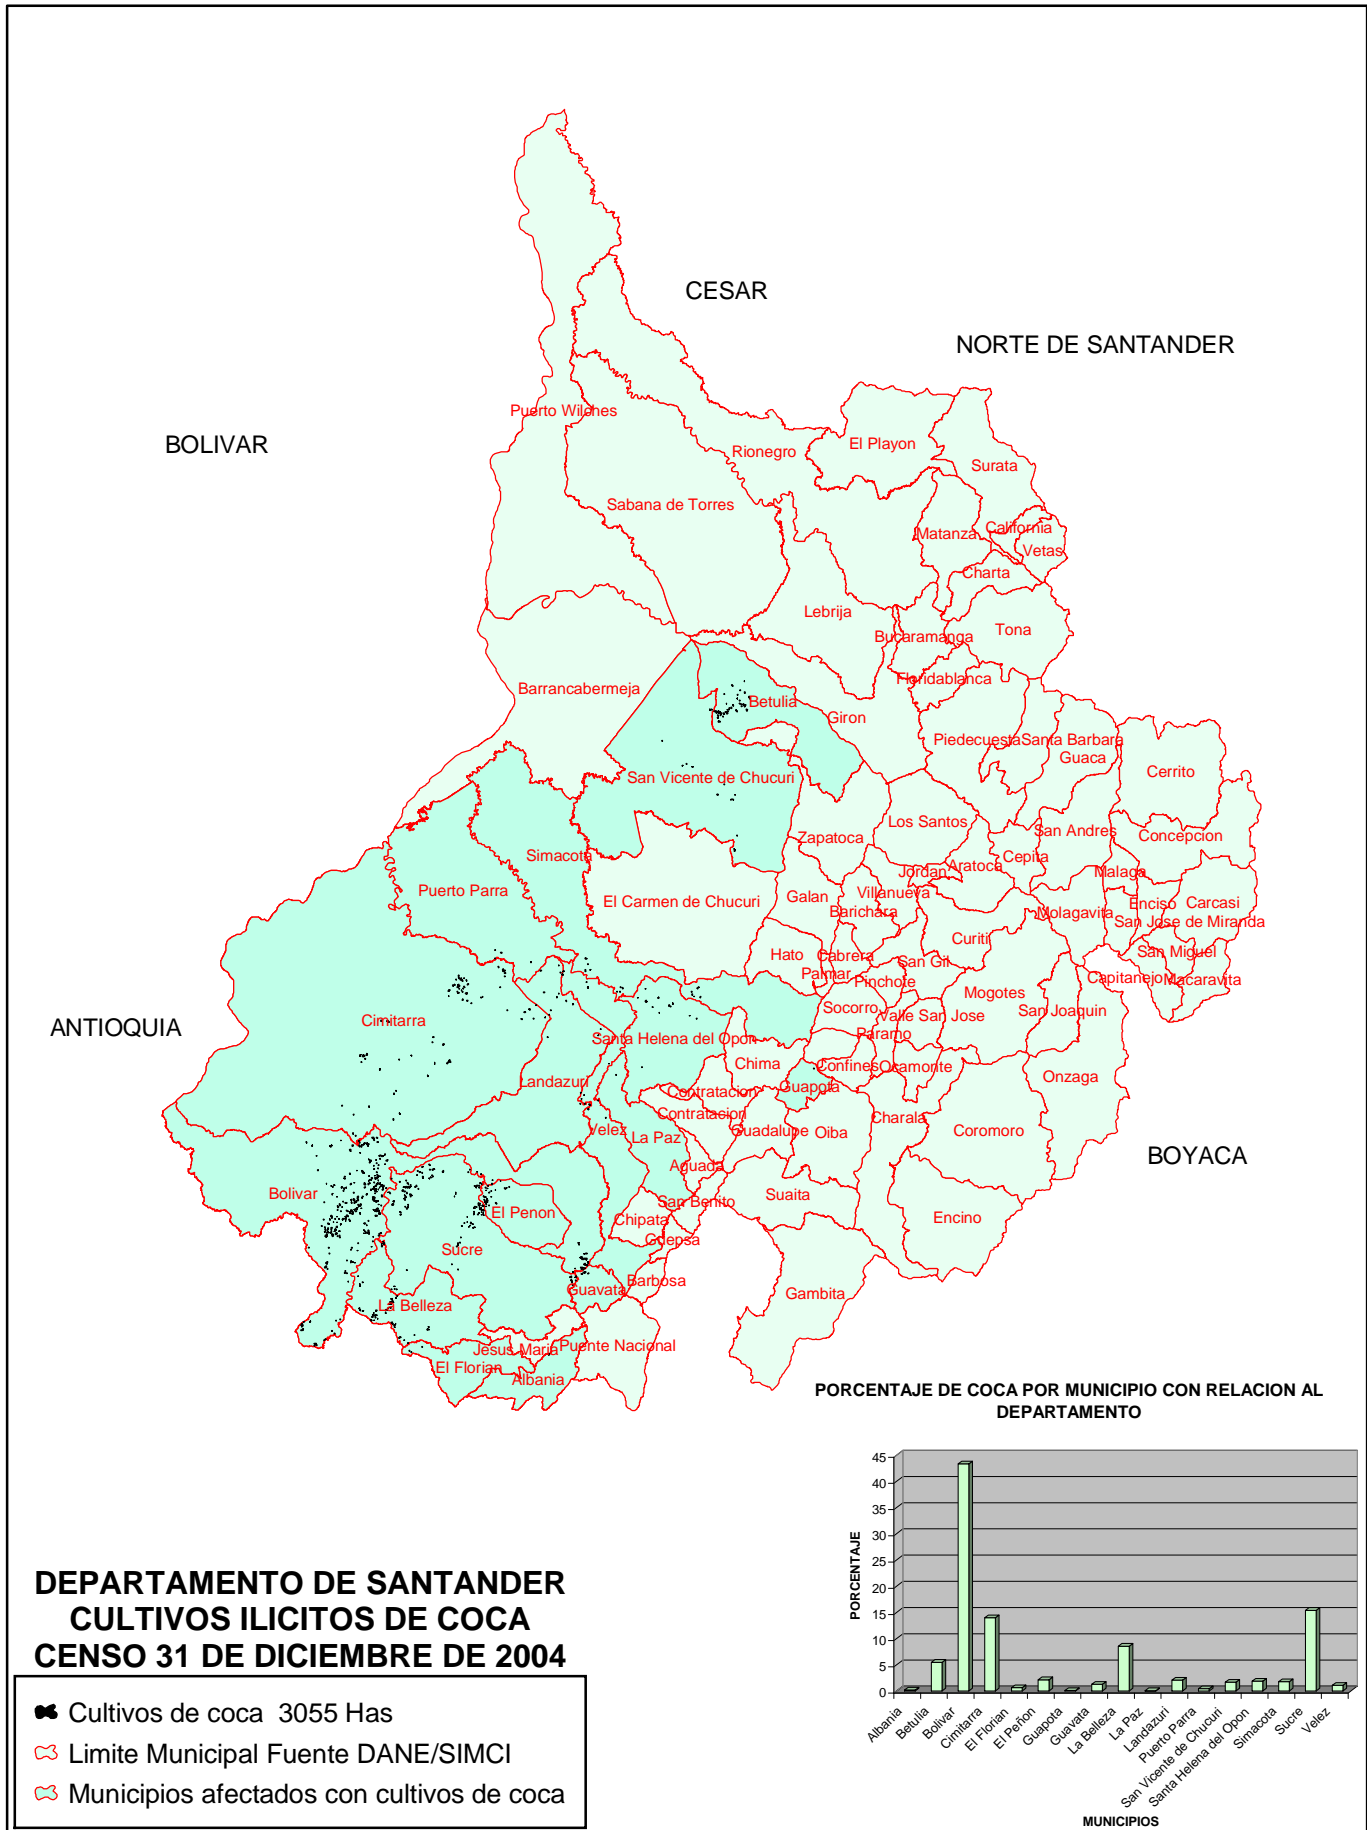 CESAR
NORTE DE SANTANDER
BOLIVAR
Puerto Wilches
El Playon
Rionegro
Surata
Sabana de Torres
California
Matanza
Vetas
Charta
Lebrija
Bucaramanga
Tona
Floridablanca
Barrancabermeja
Betulia
Giron
Piedecuesta
Santa Barbara
Guaca
Cerrito
San Vicente de Chucuri
Los Santos
San Andres
Concepcion
Zapatoca
Simacota
Cepita
Aratoca
Jordan
Malaga
Puerto Parra
El Carmen de Chucuri
Galan
Villanueva
Barichara
Enciso
Carcasi
Molagavita
San Jose de Miranda
Curiti
Hato
Cabrera
San Gil
San Miguel
Palmar
Pinchote
Capitanejo
Macaravita
Mogotes
Socorro
Valle San Jose
San Joaquin
ANTIOQUIA
Cimitarra
Santa Helena del Opon
Paramo
Chima
Confines
Ocamonte
Onzaga
Landazuri
Guapota
Contratacion
Contratacion
Charala
Velez
La Paz
Guadalupe
Oiba
Coromoro
BOYACA
Aguada
Bolivar
Suaita
San Benito
El Penon
Chipata
Encino
Guepsa
Sucre
Barbosa
Guavata
Gambita
La Belleza
Jesus Maria
Puente Nacional
El Florian
Albania
PORCENTAJE DE COCA POR MUNICIPIO CON RELACION AL
DEPARTAMENTO
45
40
35
30
25
20
15
10
5
0
PORCENTAJE
Albania
Betulia
Bolivar
Cimitarra
El Florian
El Peñon
Guapota
Guavata
La Belleza
La Paz
Landazuri
Puerto Parra
San Vicente de Chucuri
Santa Helena del Opon
Simacota
Sucre
Velez
MUNICIPIOS
DEPARTAMENTO DE SANTANDER
CULTIVOS ILICITOS DE COCA
CENSO 31 DE DICIEMBRE DE 2004
Cultivos de coca 3055 Has
Limite Municipal Fuente DANE/SIMCI
Municipios afectados con cultivos de coca